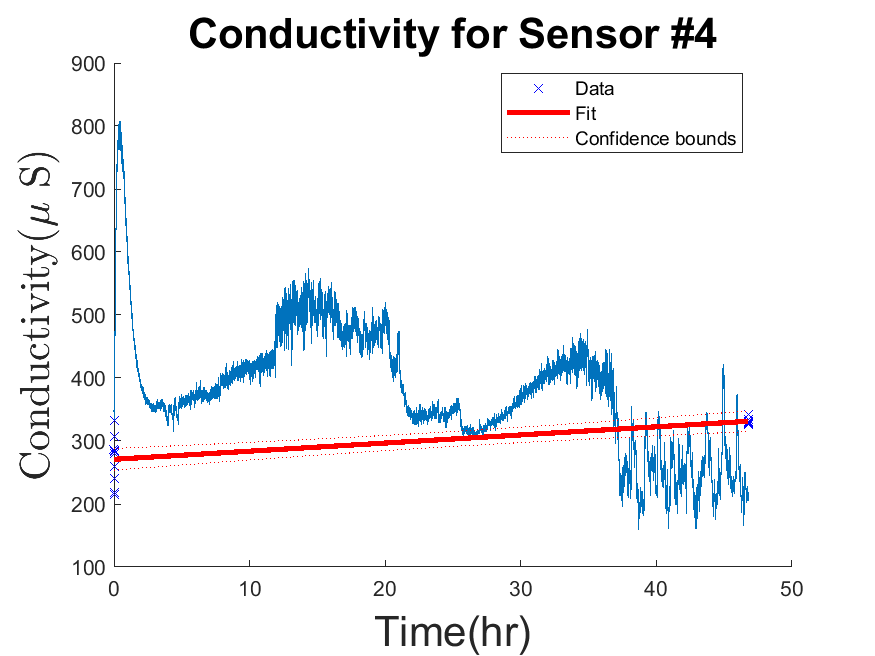 Conductivity for Sensor #4
Data
Fit
Confidence bounds
Conductivity(μ S)
900
800
700
600
500
400
300
200
100
0 10 20 30 40 50
Time(hr)